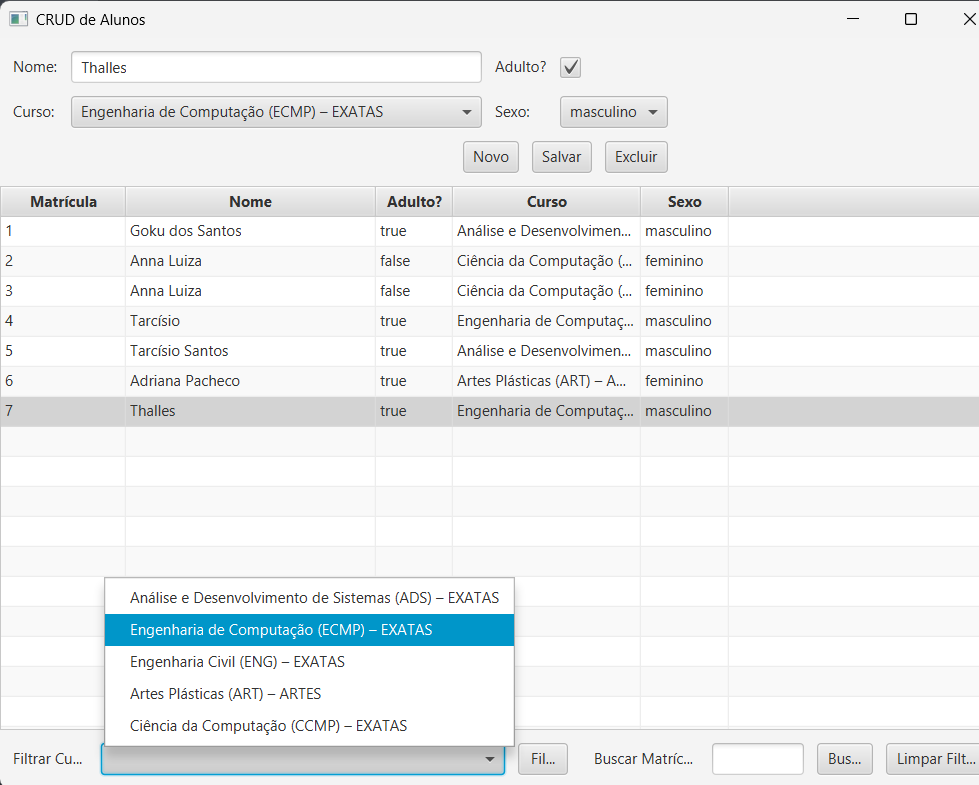 CRUD de Alunos
Nome: Thalles Adulto?
Curso: Engenharia de Computação (ECMP) – EXATAS Sexo: masculino
Novo Salvar Excluir
Matrícula Nome Adulto? Curso Sexo
1 Goku dos Santos true Análise e Desenvolvimen... masculino
2 Anna Luiza false Ciência da Computação (... feminino
3 Anna Luiza false Ciência da Computação (... feminino
4 Tarcísio true Engenharia de Computaç... masculino
5 Tarcísio Santos true Análise e Desenvolvimen... masculino
6 Adriana Pacheco true Artes Plásticas (ART) – A... feminino
7 Thalles true Engenharia de Computaç... masculino
Análise e Desenvolvimento de Sistemas (ADS) – EXATAS
Engenharia de Computação (ECMP) – EXATAS
Engenharia Civil (ENG) – EXATAS
Artes Plásticas (ART) – ARTES
Ciência da Computação (CCMP) – EXATAS
Filtrar Cu... Fil... Buscar Matríc... Bus... Limpar Filt...